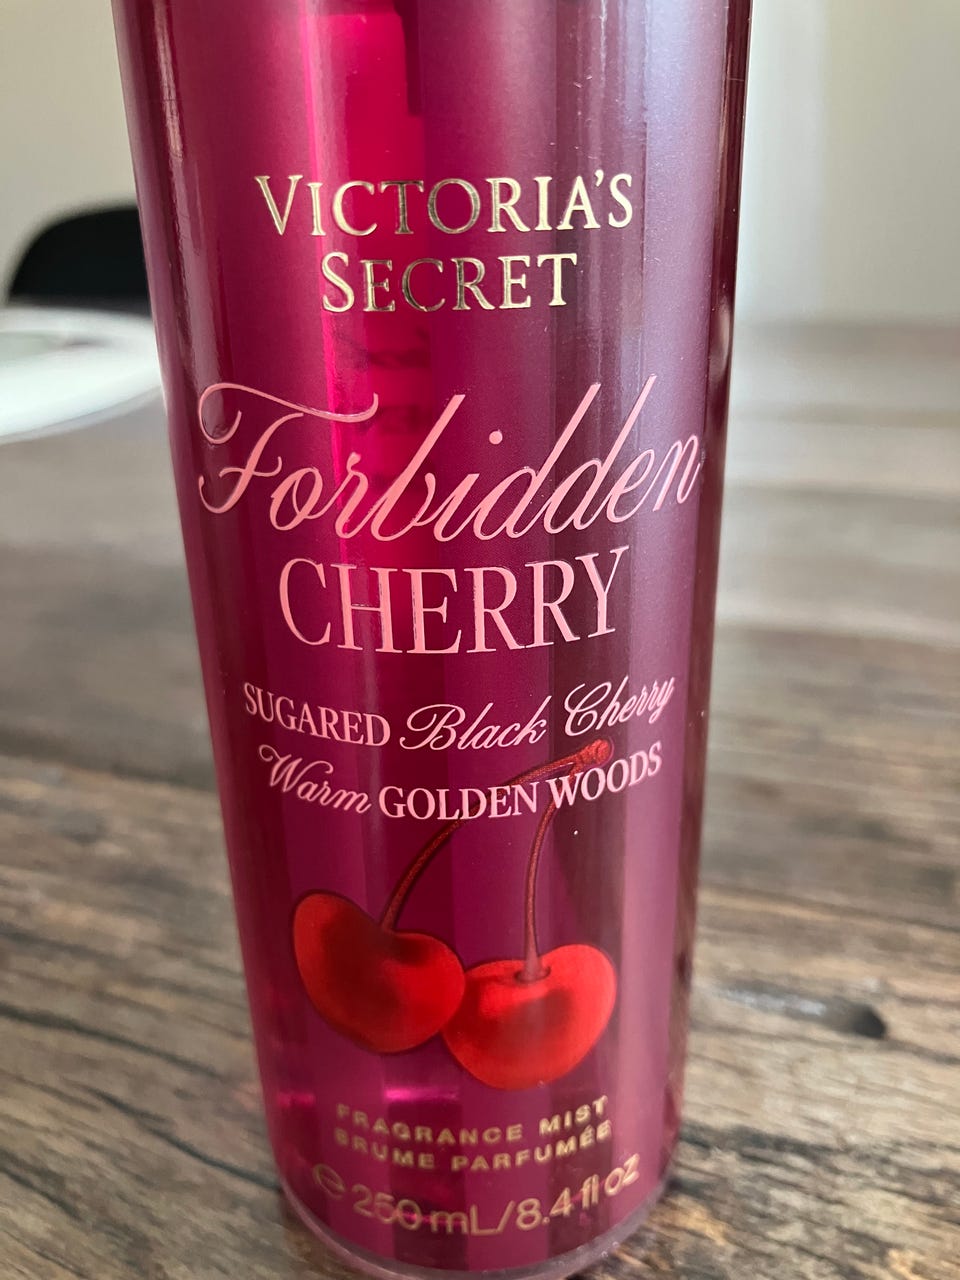 VICTORIA'S
SECRET
Forbidden
CHERRY
SUGARED Black Cherry
Warm GOLDEN WOODS
FRAGRANCE MIST
BRUME PARFUMÉE
℮ 250 mL/8.4 fl oz